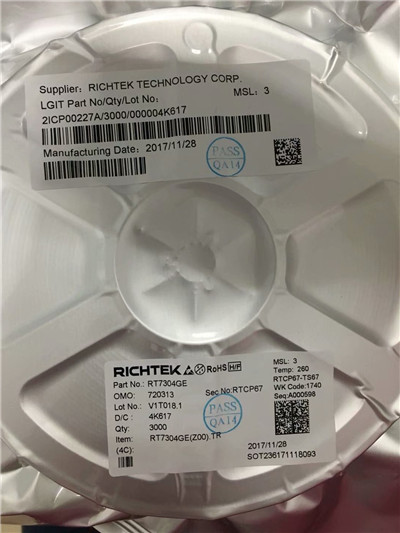 Supplier: RICHTEK TECHNOLOGY CORP.
LGIT Part No/Qty/Lot No: MSL: 3
2ICP00227A/3000/000004K617
Manufacturing Date: 2017/11/28
PASS
QA14
RICHTEK RoHS H/F MSL: 3
Temp: 260
Part No.: RT7304GE RTCP67-TS67
OMO: 720313 Sec No:RTCP67 WK Code:1740
Lot No.: V1T018.1 Seq:A000598
D/C: 4K617 PASS
Qty: 3000 QA14
Item: RT7304GE(Z00).TR
(4C): 2017/11/28
SOT236171118093